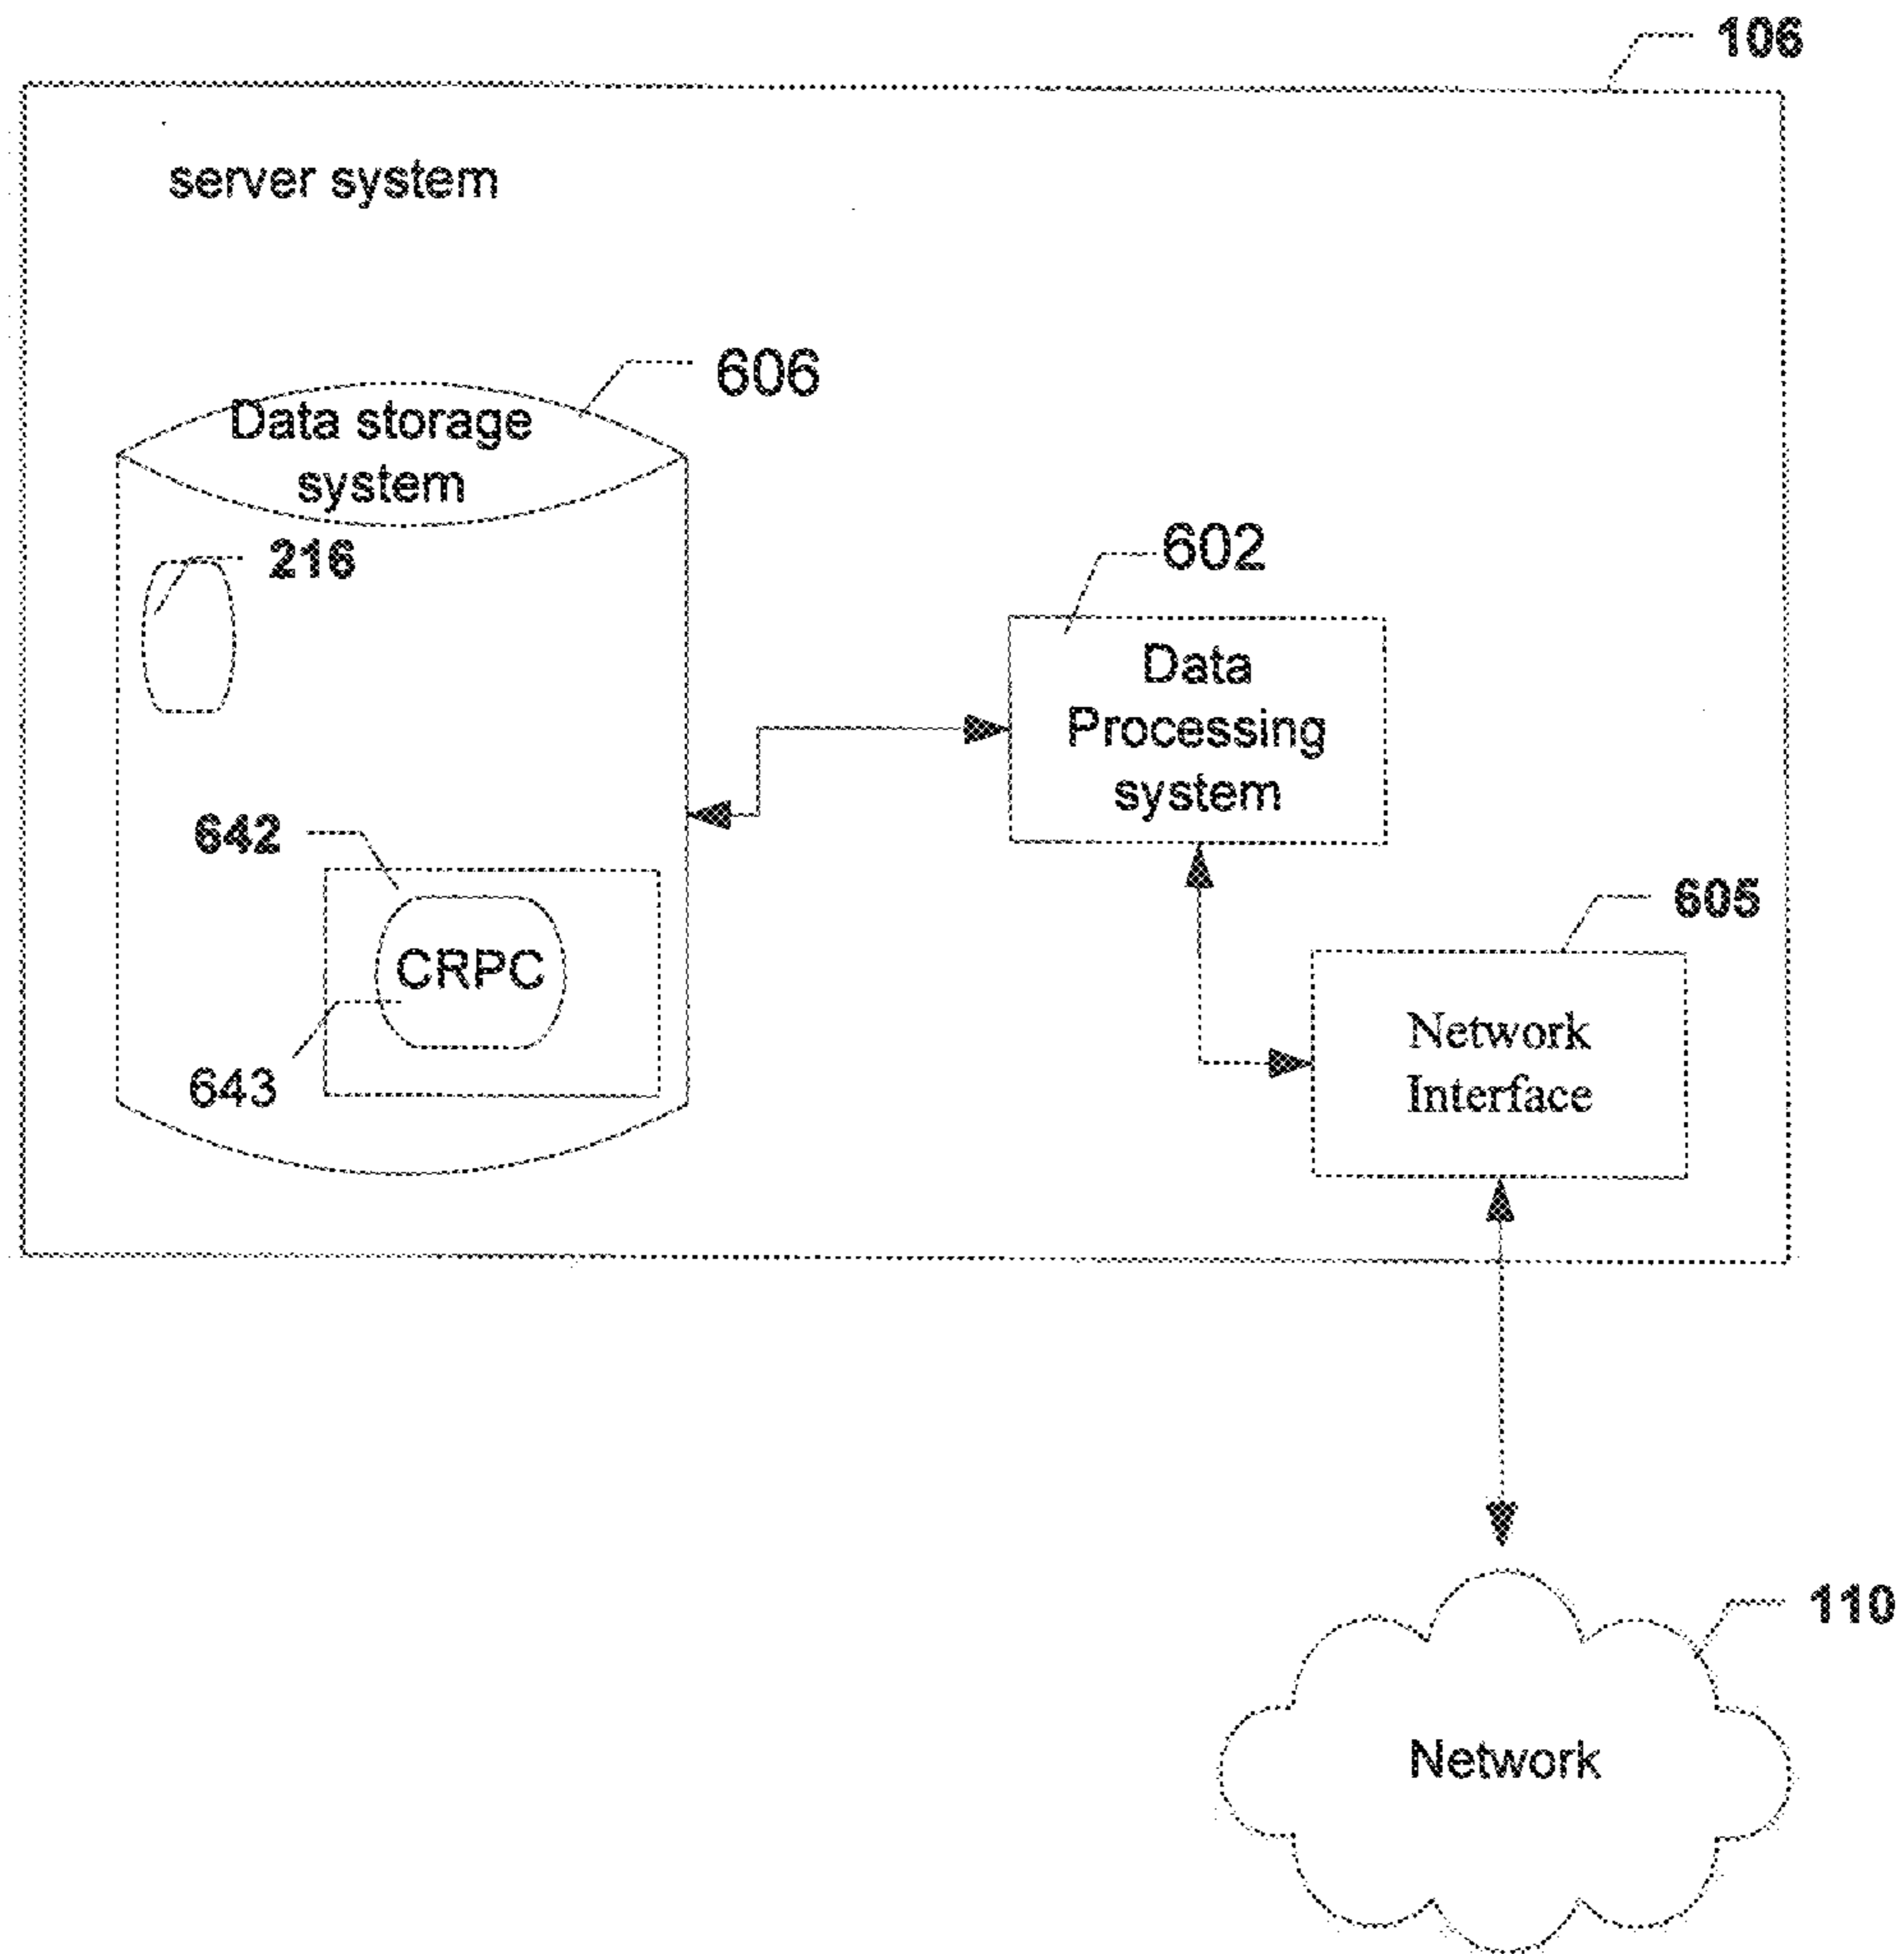 106
server system
606
Data storage
system
216
602
Data
Processing
system
642
605
CRPC
Network
Interface
643
110
Network